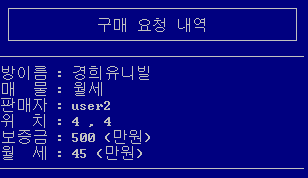 구매 요청 내역
방이름 : 경희유니빌
매 물 : 월세
판매자 : user2
위 치 : 4 , 4
보증금 : 500 (만원)
월 세 : 45 (만원)